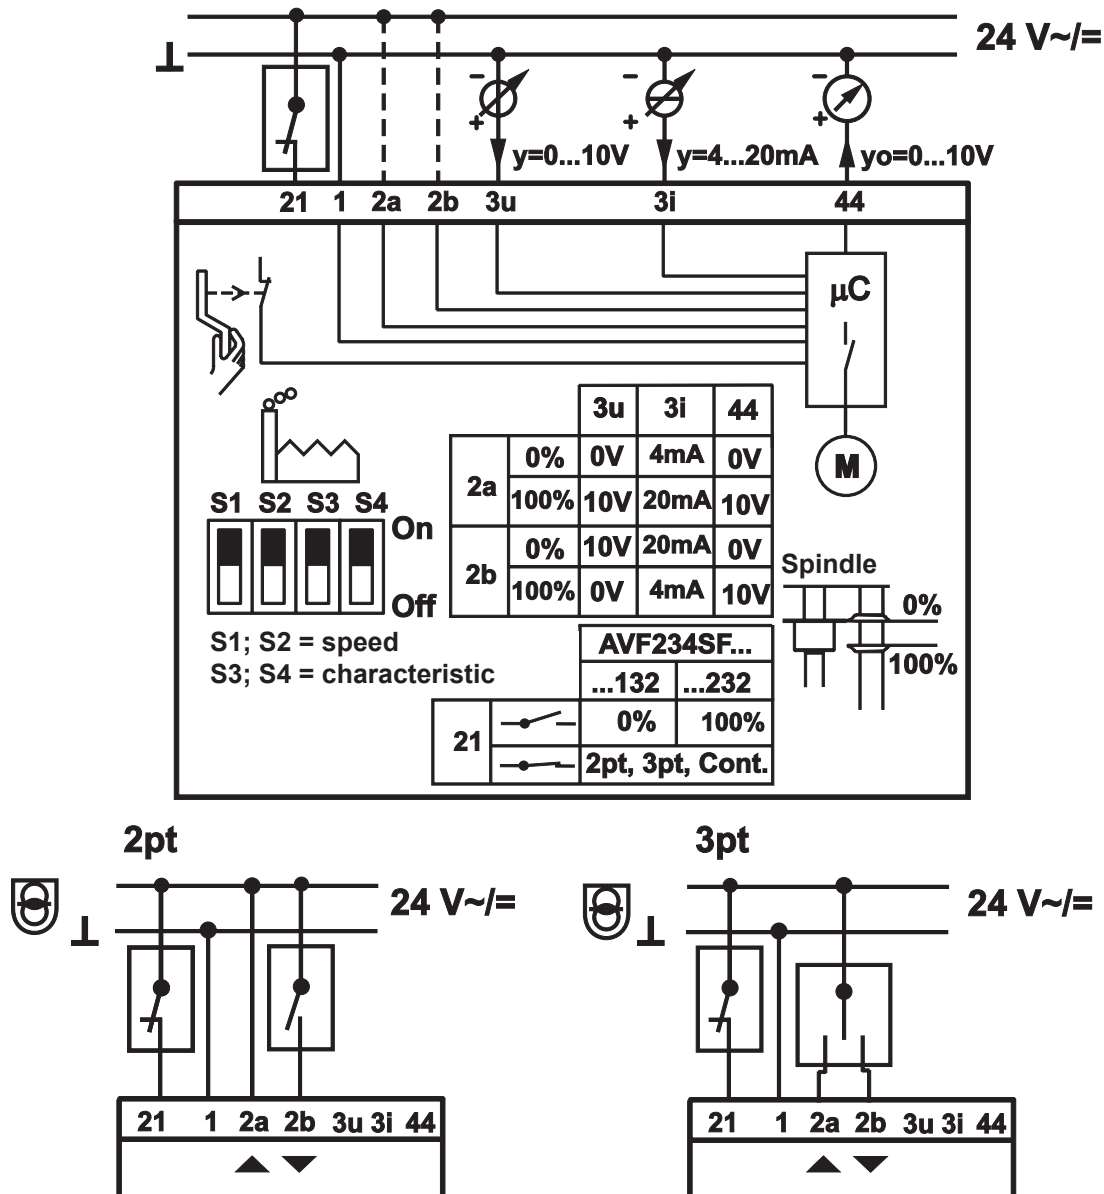 24 V~/=
⊥
- - -
+ + +
y=0...10V y=4...20mA yo=0...10V
21 1 2a 2b 3u 3i 44
µC
3u 3i 44
2a 0% 0V 4mA 0V
100% 10V 20mA 10V
2b 0% 10V 20mA 0V
100% 0V 4mA 10V
M
S1 S2 S3 S4
On
Off
S1; S2 = speed
S3; S4 = characteristic
Spindle
0%
100%
AVF234SF...
...132 ...232
21 0% 100%
2pt, 3pt, Cont.
2pt
24 V~/=
⊥
21 1 2a 2b 3u 3i 44
3pt
24 V~/=
⊥
21 1 2a 2b 3u 3i 44